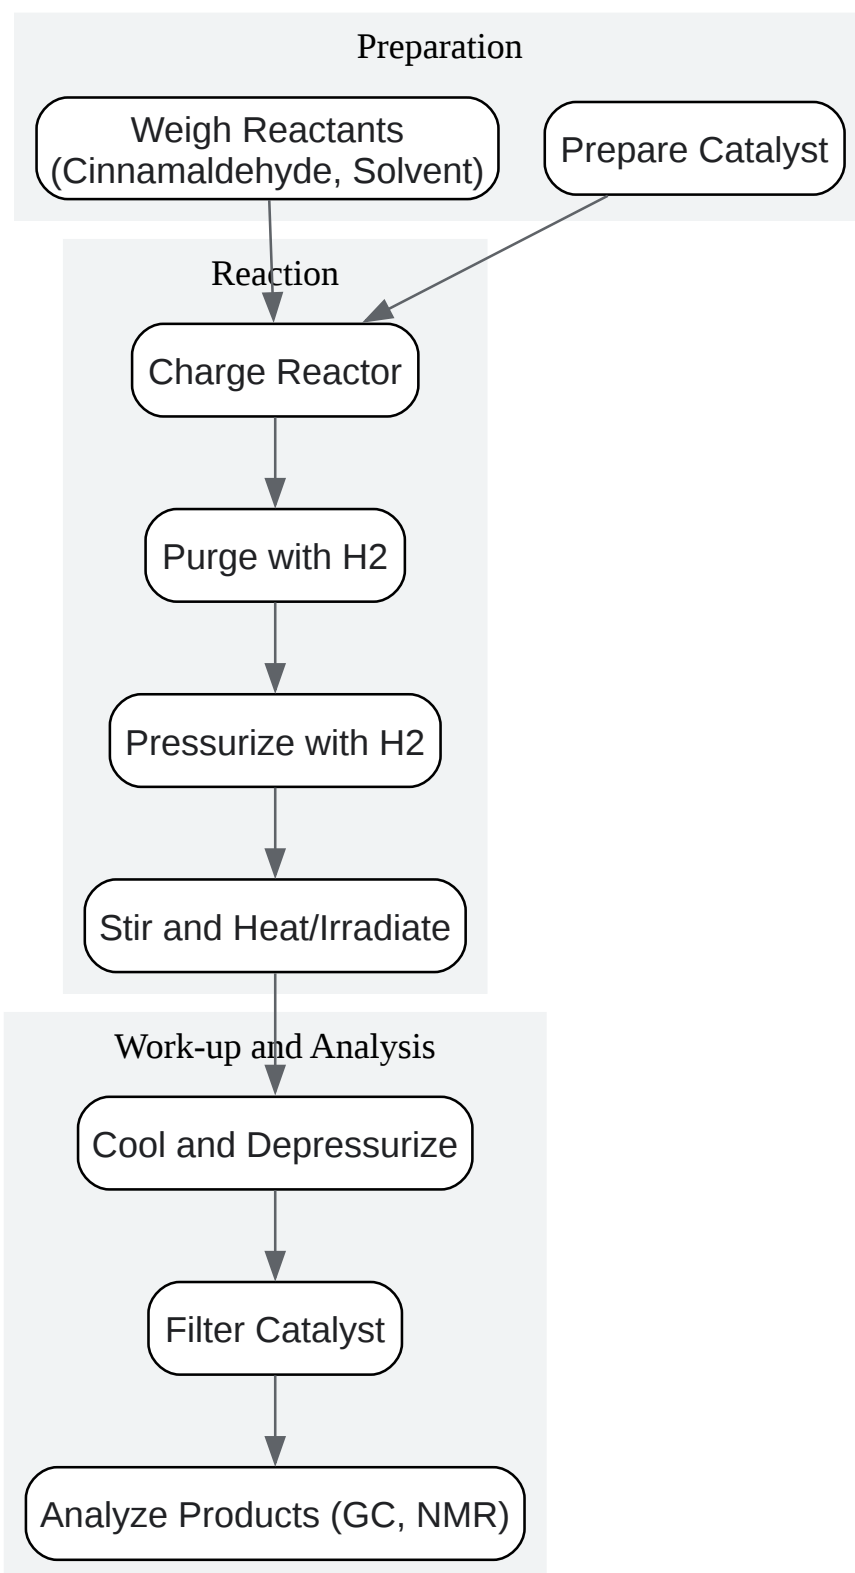 Preparation
Weigh Reactants
(Cinnamaldehyde, Solvent)
Prepare Catalyst
Reaction
Charge Reactor
Purge with H2
Pressurize with H2
Stir and Heat/Irradiate
Work-up and Analysis
Cool and Depressurize
Filter Catalyst
Analyze Products (GC, NMR)